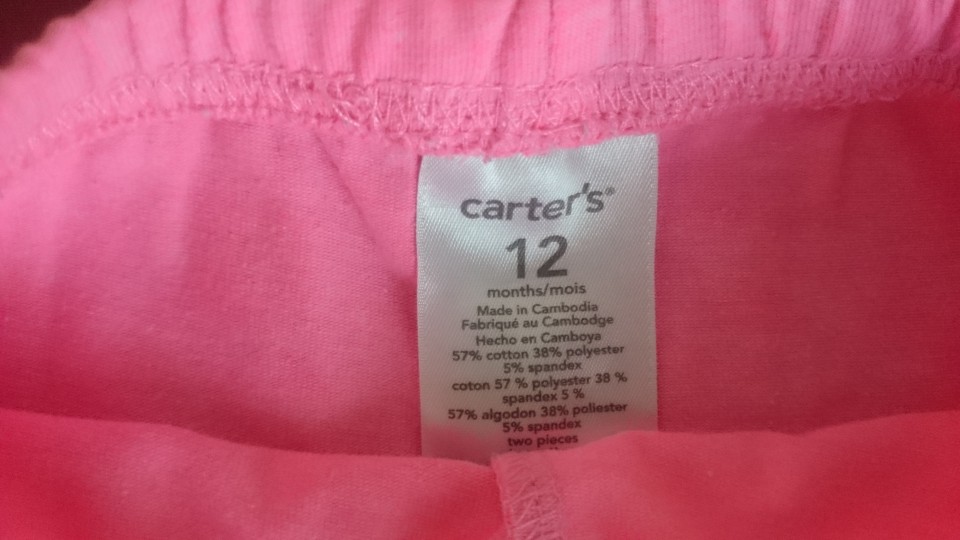 carter's®
12
months/mois
Made in Cambodia
Fabriqué au Cambodge
Hecho en Camboya
57% cotton 38% polyester
5% spandex
coton 57 % polyester 38 %
spandex 5 %
57% algodon 38% poliester
5% spandex
two pieces